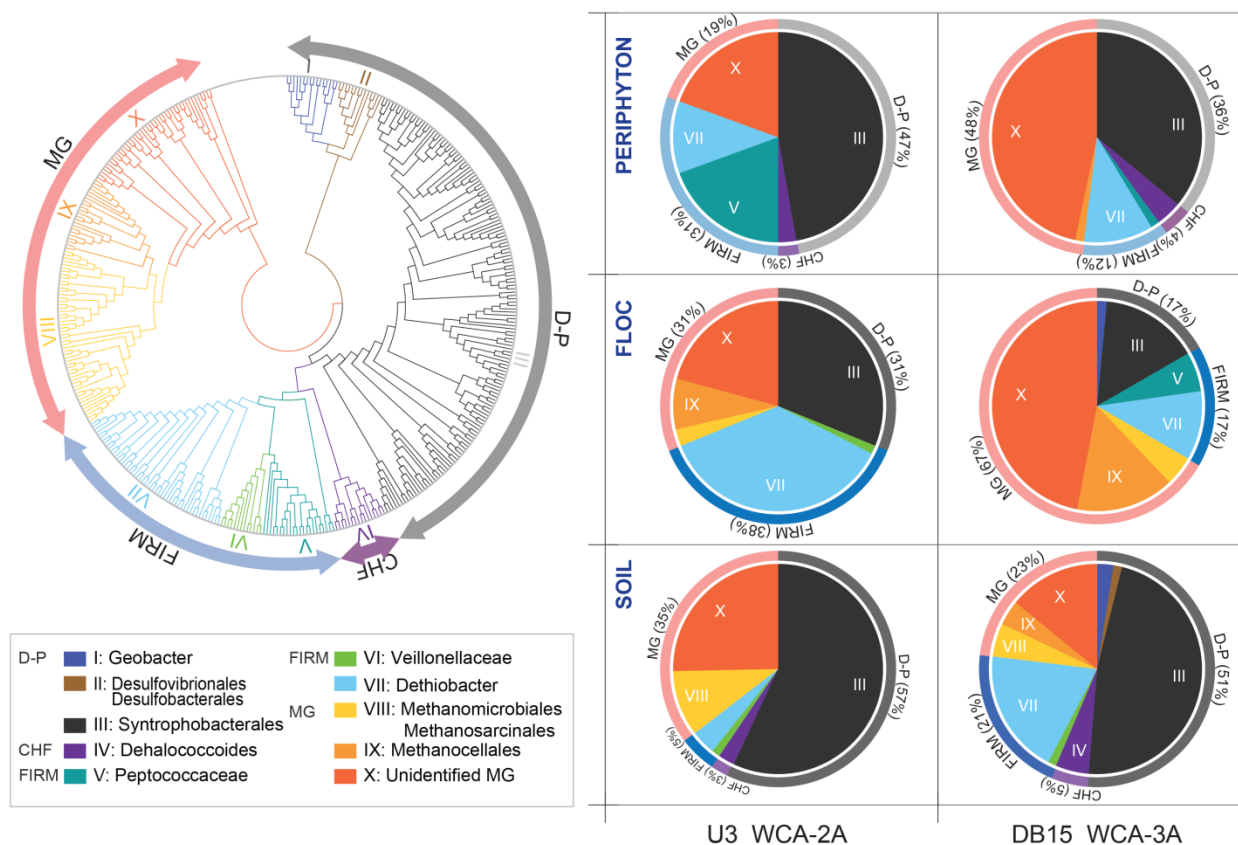 I
II
III
D-P
IV
CHF
V
VI
VII
FIRM
VIII
IX
X
MG
D-P
I: Geobacter
II: Desulfovibrionales
Desulfobacterales
III: Syntrophobacterales
CHF
IV: Dehalococcoides
FIRM
V: Peptococcaceae
FIRM
VI: Veillonellaceae
VII: Dethiobacter
MG
VIII: Methanomicrobiales
Methanosarcinales
IX: Methanocellales
X: Unidentified MG
PERIPHYTON
MG (19%)
X
VII
V
III
D-P (47%)
FIRM (31%)
CHF (3%)
MG (48%)
X
VII
III
D-P (36%)
CHF (4%)
FIRM (12%)
FLOC
MG (31%)
X
IX
VII
III
D-P (31%)
FIRM (38%)
D-P (17%)
III
V
VII
IX
X
FIRM (17%)
MG (67%)
SOIL
MG (35%)
X
VIII
III
D-P (57%)
FIRM (5%)
CHF (3%)
MG (23%)
X
IX
VIII
VII
IV
III
D-P (51%)
FIRM (21%)
CHF (5%)
U3 WCA-2A
DB15 WCA-3A